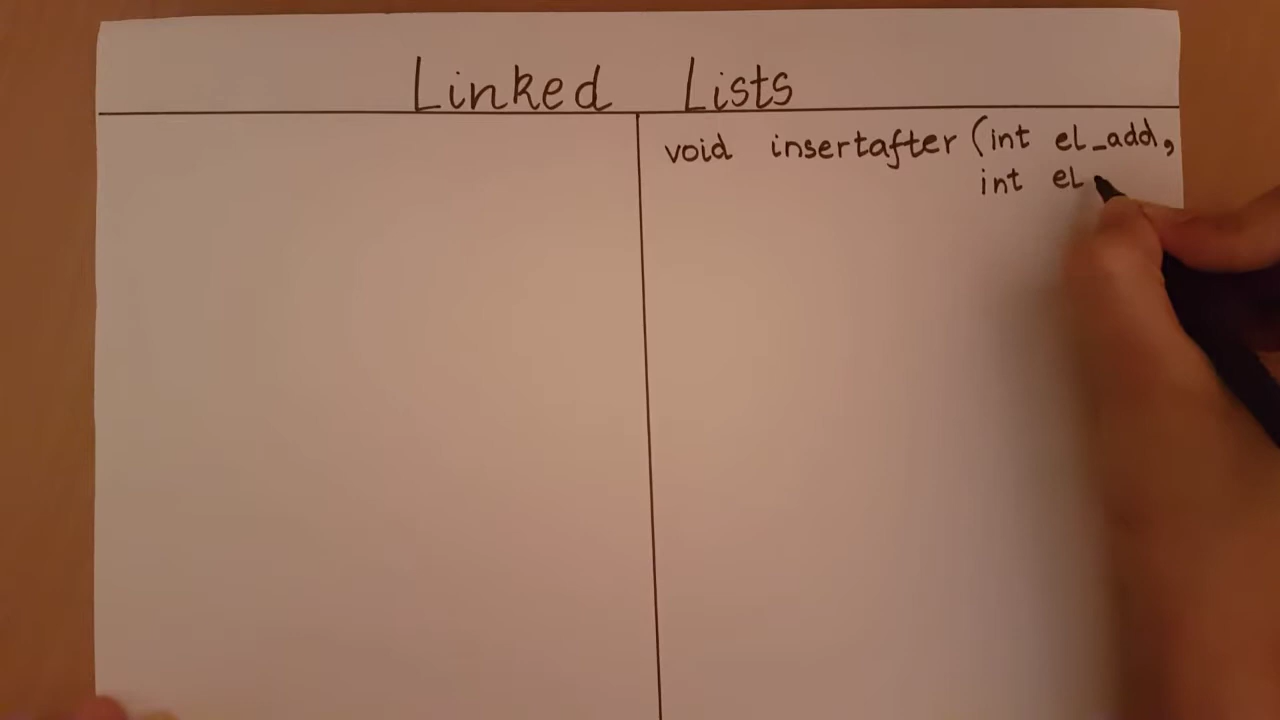 Linked Lists
void insertafter (int el_add,
int el